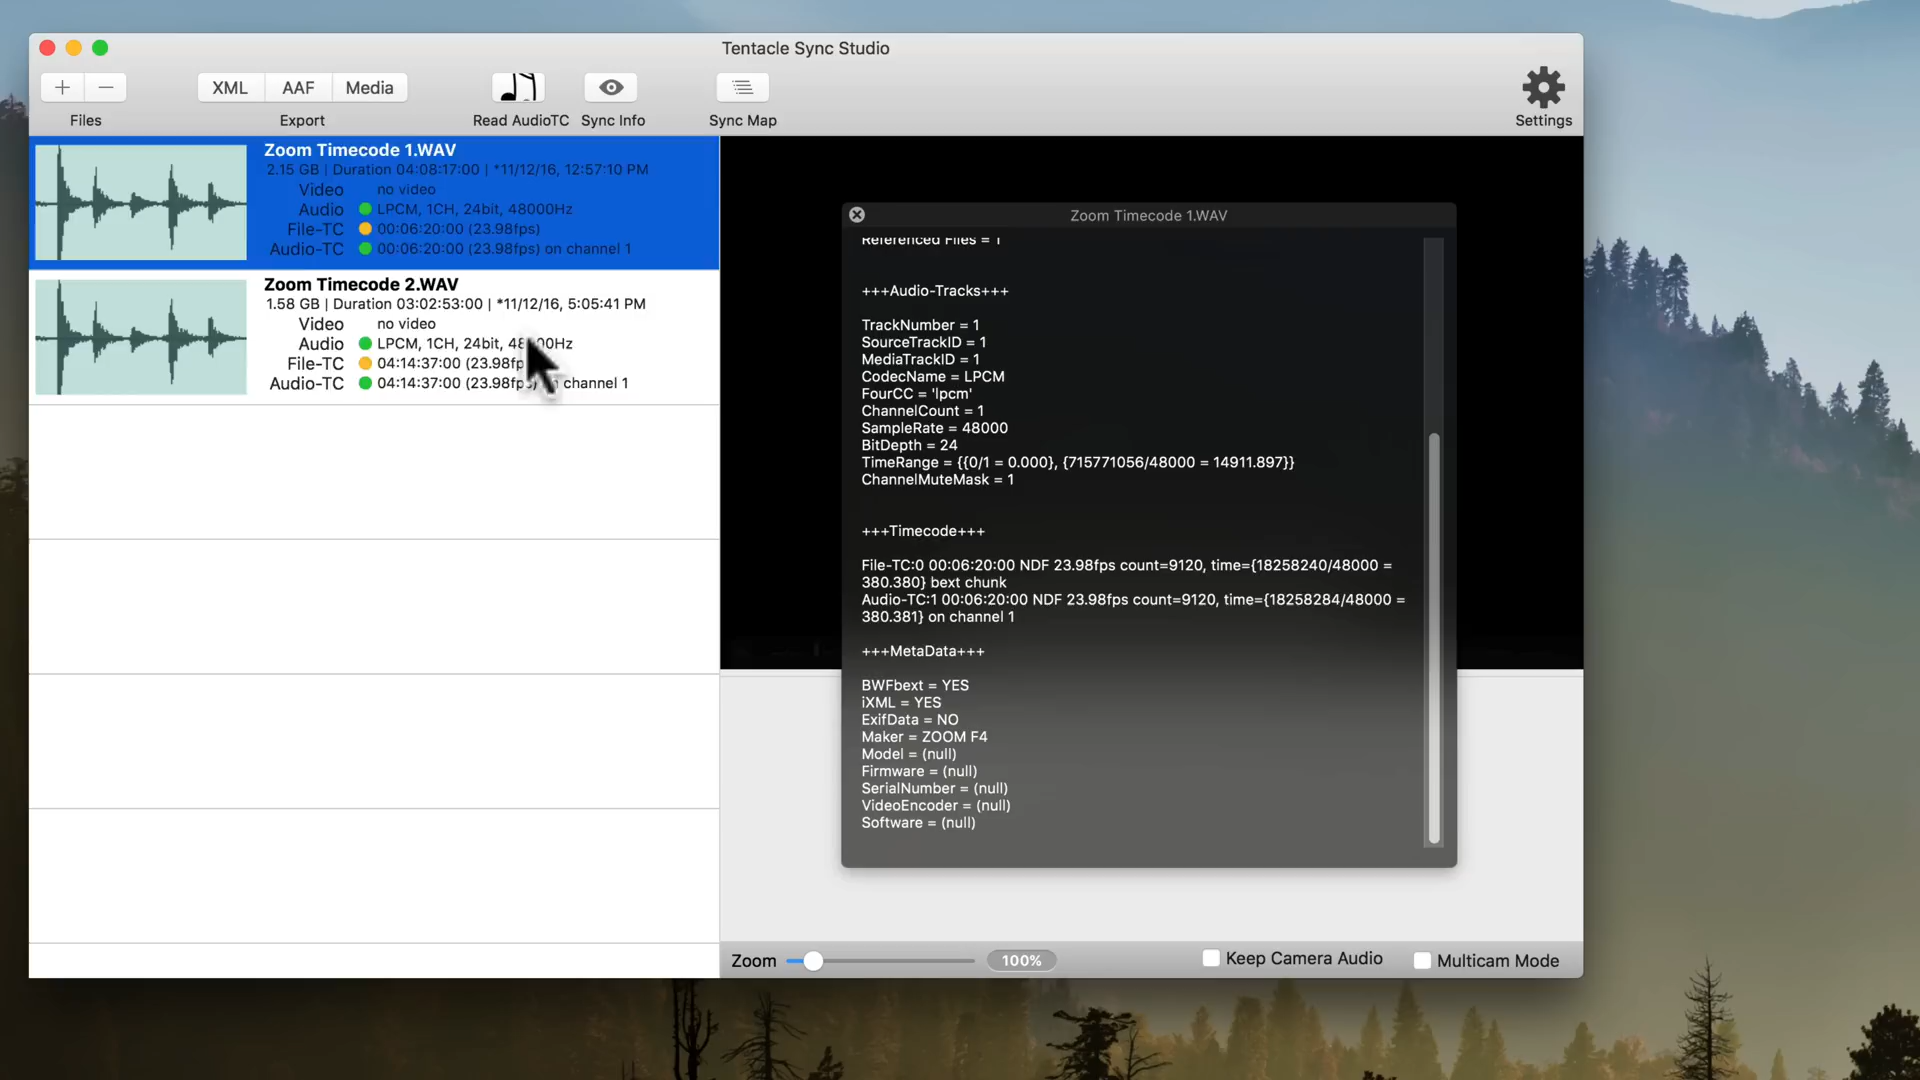 Tentacle Sync Studio
XML
AAF
Media
Files
Export
Read AudioTC
Sync Info
Sync Map
Settings
Zoom Timecode 1.WAV
2.15 GB | Duration 04:08:17:00 | *11/12/16, 12:57:10 PM
Video no video
Audio LPCM, 1CH, 24bit, 48000Hz
File-TC 00:06:20:00 (23.98fps)
Audio-TC 00:06:20:00 (23.98fps) on channel 1
Zoom Timecode 2.WAV
1.58 GB | Duration 03:02:53:00 | *11/12/16, 5:05:41 PM
Video no video
Audio LPCM, 1CH, 24bit,
File-TC 04:14:37:00
Audio-TC 04:14:37:00 channel 1
Zoom Timecode 1.WAV
Referenced Files = 1
+++Audio-Tracks+++
TrackNumber = 1
SourceTrackID = 1
MediaTrackID = 1
CodecName = LPCM
FourCC = 'lpcm'
ChannelCount = 1
SampleRate = 48000
BitDepth = 24
TimeRange = {{0/1 = 0.000}, {715771056/48000 = 14911.897}}
ChannelMuteMask = 1
+++Timecode+++
File-TC:0 00:06:20:00 NDF 23.98fps count=9120, time={18258240/48000 =
380.380} bext chunk
Audio-TC:1 00:06:20:00 NDF 23.98fps count=9120, time={18258284/48000 =
380.381} on channel 1
+++MetaData+++
BWFbext = YES
iXML = YES
ExifData = NO
Maker = ZOOM F4
Model = (null)
Firmware = (null)
SerialNumber = (null)
VideoEncoder = (null)
Software = (null)
Zoom
100%
Keep Camera Audio
Multicam Mode